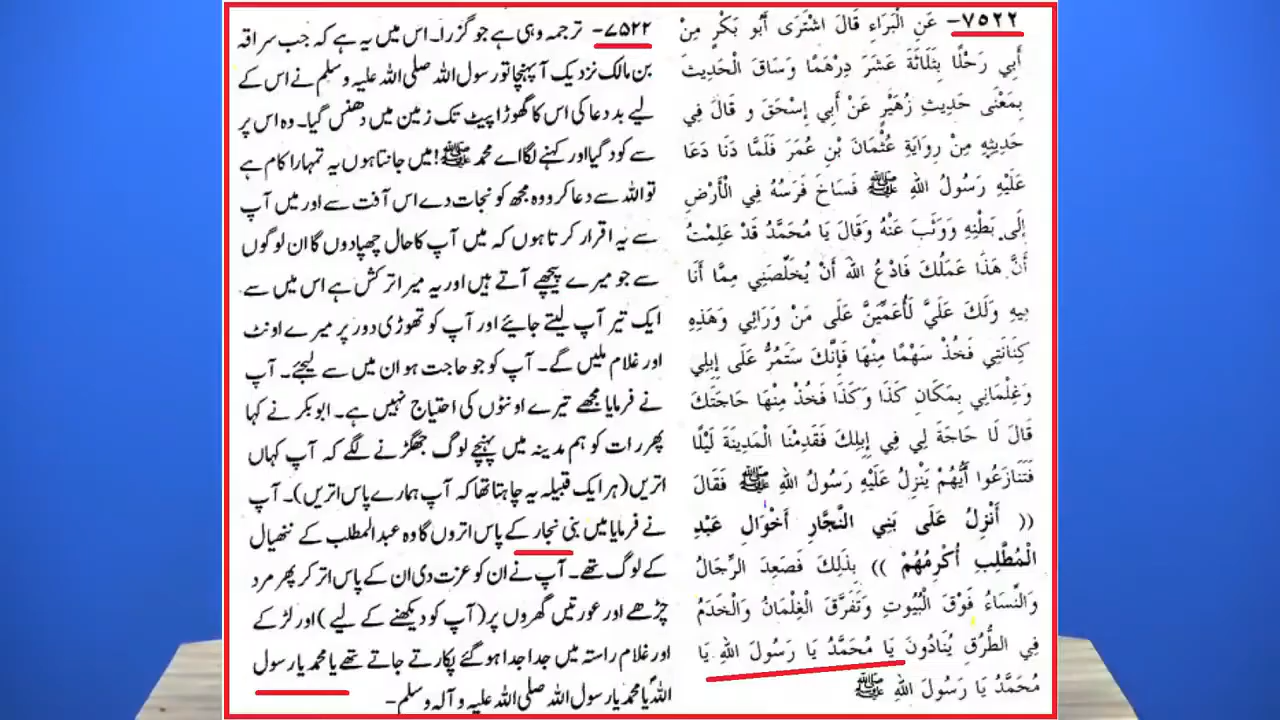 ٧٥٢٢- عَنِ الْبَرَاءِ قَالَ اشْتَرَى أَبُو بَكْرٍ مِنْ
أَبِي رَحْلًا بِثَلَاثَةَ عَشَرَ دِرْهَمًا وَسَاقَ الْحَدِيثَ
بِمَعْنَى حَدِيثِ زُهَيْرٍ عَنْ أَبِي إِسْحَقَ و قَالَ فِي
حَدِيثِهِ مِنْ رِوَايَةِ عُثْمَانَ بْنِ عُمَرَ فَلَمَّا دَنَا دَعَا
عَلَيْهِ رَسُولُ اللهِ ﷺ فَسَاخَ فَرَسُهُ فِي الْأَرْضِ
إِلَى بَطْنِهِ وَوَثَبَ عَنْهُ وَقَالَ يَا مُحَمَّدُ قَدْ عَلِمْتُ
أَنَّ هَذَا عَمَلُكَ فَادْعُ اللهَ أَنْ يُخَلِّصَنِي مِمَّا أَنَا
فِيهِ وَلَكَ عَلَيَّ لَأُعَمِّيَنَّ عَلَى مَنْ وَرَائِي وَهَذِهِ
كِنَانَتِي فَخُذْ سَهْمًا مِنْهَا فَإِنَّكَ سَتَمُرُّ عَلَى إِبِلِي
وَغِلْمَانِي بِمَكَانِ كَذَا وَكَذَا فَخُذْ مِنْهَا حَاجَتَكَ
قَالَ لَا حَاجَةَ لِي فِي إِبِلِكَ فَقَدِمْنَا الْمَدِينَةَ لَيْلًا
فَتَنَازَعُوا أَيُّهُمْ يَنْزِلُ عَلَيْهِ رَسُولُ اللهِ ﷺ فَقَالَ
(( أَنْزِلُ عَلَى بَنِي النَّجَّارِ أَخْوَالِ عَبْدِ
الْمُطَّلِبِ أُكْرِمُهُمْ )) بِذَلِكَ فَصَعِدَ الرِّجَالُ
وَالنِّسَاءُ فَوْقَ الْبُيُوتِ وَتَفَرَّقَ الْغِلْمَانُ وَالْخَدَمُ
فِي الطُّرُقِ يُنَادُونَ يَا مُحَمَّدُ يَا رَسُولَ اللهِ يَا
مُحَمَّدُ يَا رَسُولَ اللهِ ﷺ
۷۵۲۲- ترجمہ وہی ہے جو گزرا۔ اس میں یہ ہے کہ جب سراقہ
بن مالک نزدیک آ پہنچا تو رسول اللہ صلی اللہ علیہ وسلم نے اس کے
لیے بددعا کی اس کا گھوڑا پیٹ تک زمین میں دھنس گیا۔ وہ اس پر
سے کود گیا اور کہنے لگا اے محمد ﷺ! میں جانتا ہوں یہ تمہارا کام ہے
تو اللہ سے دعا کرو وہ مجھ کو نجات دے اس آفت سے اور میں آپ
سے یہ اقرار کرتا ہوں کہ میں آپ کا حال چھپا دوں گا ان لوگوں
سے جو میرے پیچھے آتے ہیں اور یہ میرا ترکش ہے اس میں سے
ایک تیر آپ لیتے جائیے اور آپ کو تھوڑی دور پر میرے اونٹ
اور غلام ملیں گے۔ آپ کو جو حاجت ہو ان میں سے لیجئے۔ آپ
نے فرمایا مجھے تیرے اونٹوں کی احتیاج نہیں ہے۔ ابوبکر نے کہا
پھر رات کو ہم مدینہ میں پہنچے لوگ جھگڑنے لگے کہ آپ کہاں
اتریں (ہر ایک قبیلہ یہ چاہتا تھا کہ آپ ہمارے پاس اتریں)۔ آپ
نے فرمایا میں بنی نجار کے پاس اتروں گا وہ عبدالمطلب کے ننھیال
کے لوگ تھے۔ آپ نے ان کو عزت دی ان کے پاس اتر کر پھر مرد
چڑھے اور عورتیں گھروں پر (آپ کو دیکھنے کے لیے) اور لڑکے
اور غلام راستہ میں جدا جدا ہو گئے پکارتے جاتے تھے یا محمد یا رسول
اللہ یا محمد یا رسول اللہ صلی اللہ علیہ و آلہ وسلم۔